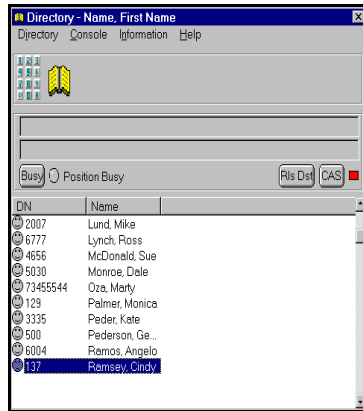 Directory - Name, First Name
Directory Console Information Help
Busy Position Busy Rls Dst CAS
DN Name
2007 Lund, Mike
6777 Lynch, Ross
4656 McDonald, Sue
5030 Monroe, Dale
73455544 Oza, Marty
129 Palmer, Monica
3335 Peder, Kate
500 Pederson, Ge...
6004 Ramos, Angelo
137 Ramsey, Cindy